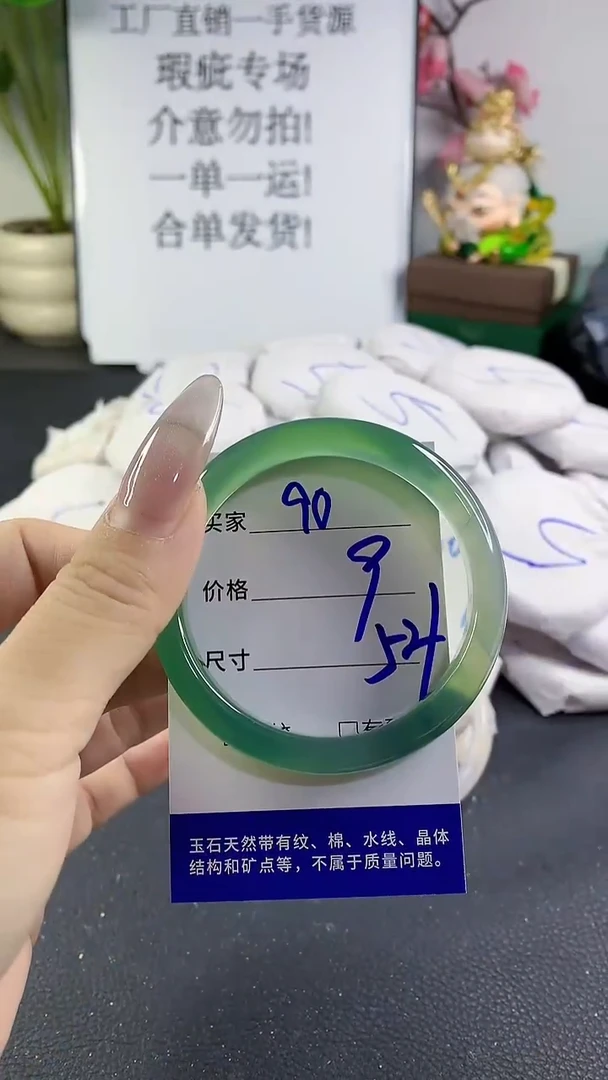 工厂直销一手货源
瑕疵专场
介意勿拍!
一单一运!
合单发货!
买家 90
价格 9
尺寸 54
玉石天然带有纹、棉、水线、晶体
结构和矿点等，不属于质量问题。